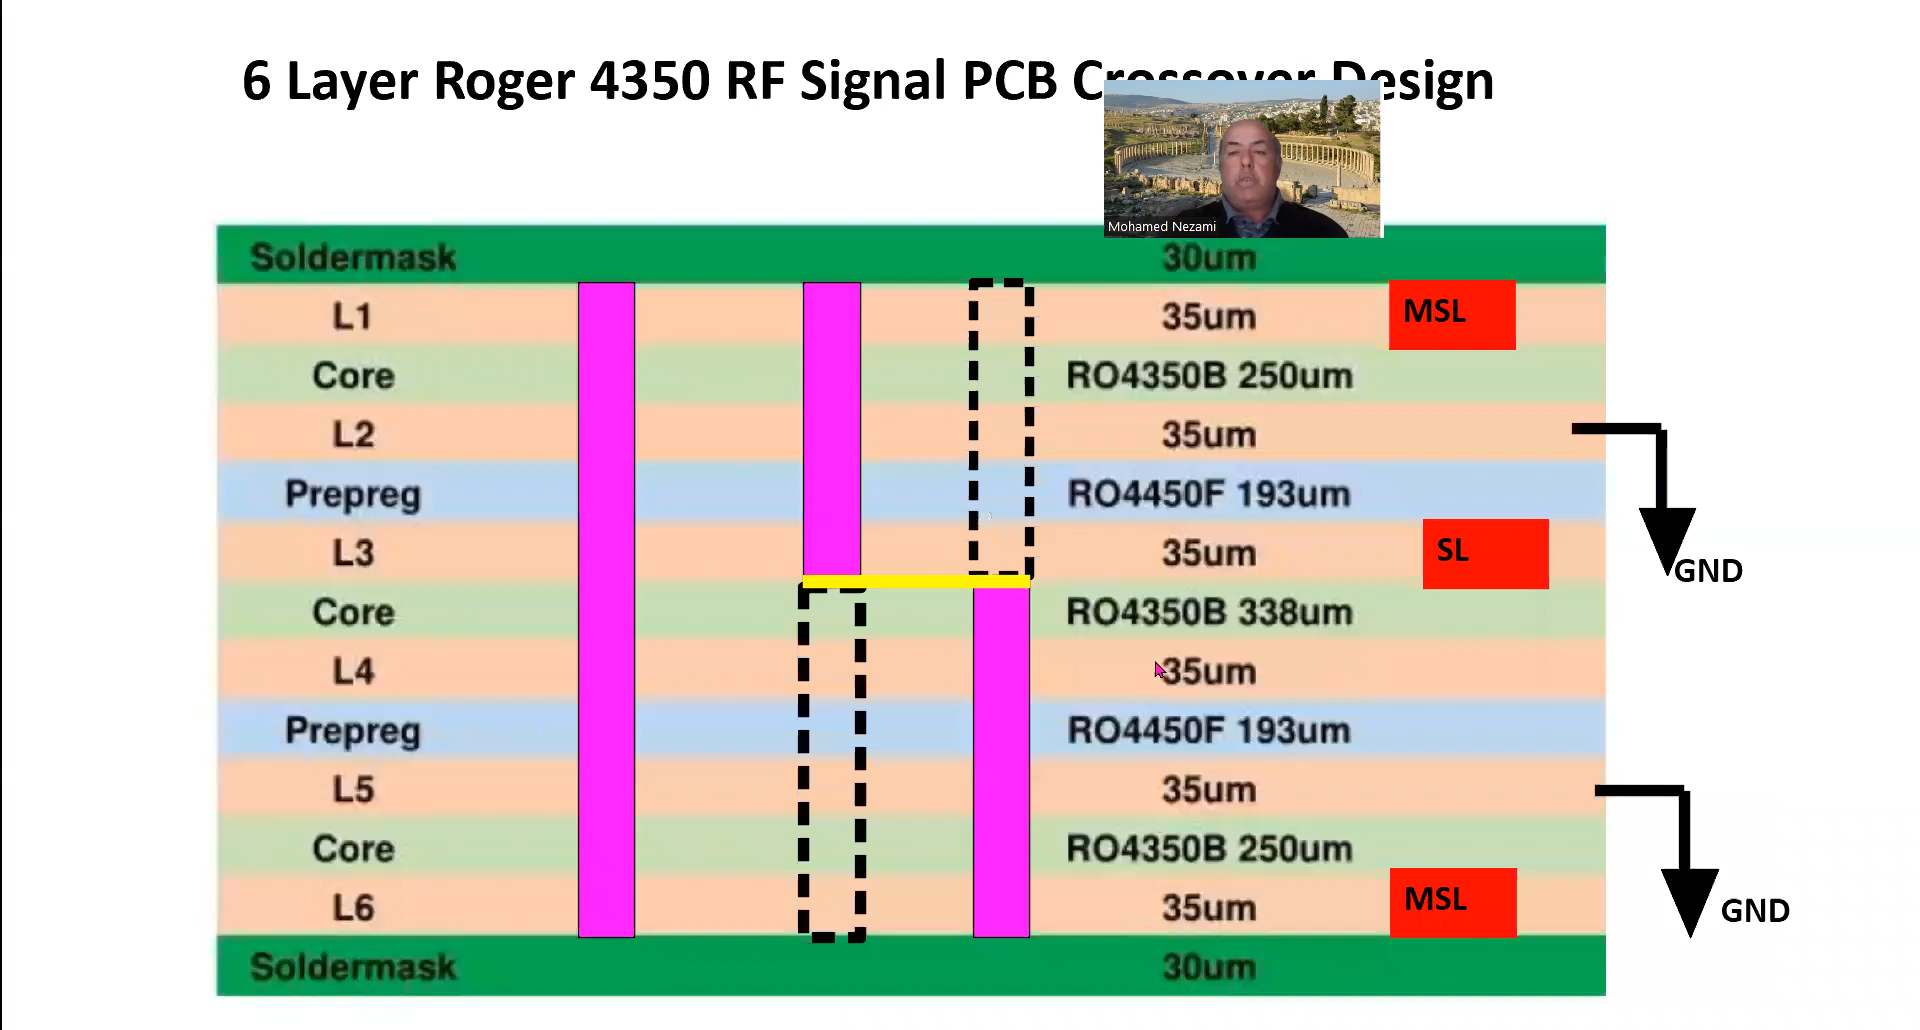 6 Layer Roger 4350 RF Signal PCB Crossover Design
Mohamed Nezami
Soldermask 30um
L1 35um MSL
Core RO4350B 250um
L2 35um
Prepreg RO4450F 193um
L3 35um SL
GND
Core RO4350B 338um
L4 35um
Prepreg RO4450F 193um
L5 35um
Core RO4350B 250um
L6 35um MSL
GND
Soldermask 30um